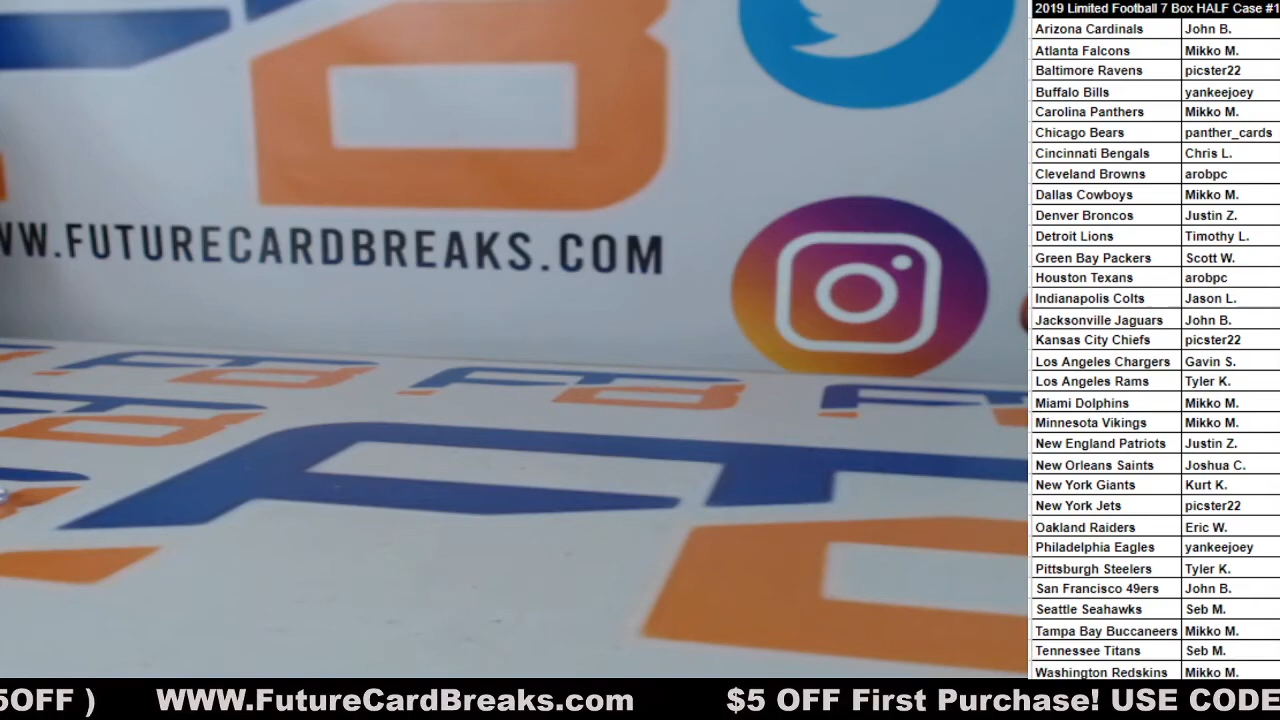 WW.FUTURECARDBREAKS.COM
2019 Limited Football 7 Box HALF Case #1
Arizona Cardinals John B.
Atlanta Falcons Mikko M.
Baltimore Ravens picster22
Buffalo Bills yankeejoey
Carolina Panthers Mikko M.
Chicago Bears panther_cards
Cincinnati Bengals Chris L.
Cleveland Browns arobpc
Dallas Cowboys Mikko M.
Denver Broncos Justin Z.
Detroit Lions Timothy L.
Green Bay Packers Scott W.
Houston Texans arobpc
Indianapolis Colts Jason L.
Jacksonville Jaguars John B.
Kansas City Chiefs picster22
Los Angeles Chargers Gavin S.
Los Angeles Rams Tyler K.
Miami Dolphins Mikko M.
Minnesota Vikings Mikko M.
New England Patriots Justin Z.
New Orleans Saints Joshua C.
New York Giants Kurt K.
New York Jets picster22
Oakland Raiders Eric W.
Philadelphia Eagles yankeejoey
Pittsburgh Steelers Tyler K.
San Francisco 49ers John B.
Seattle Seahawks Seb M.
Tampa Bay Buccaneers Mikko M.
Tennessee Titans Seb M.
Washington Redskins Mikko M.
5OFF ) WWW.FutureCardBreaks.com $5 OFF First Purchase! USE CODE